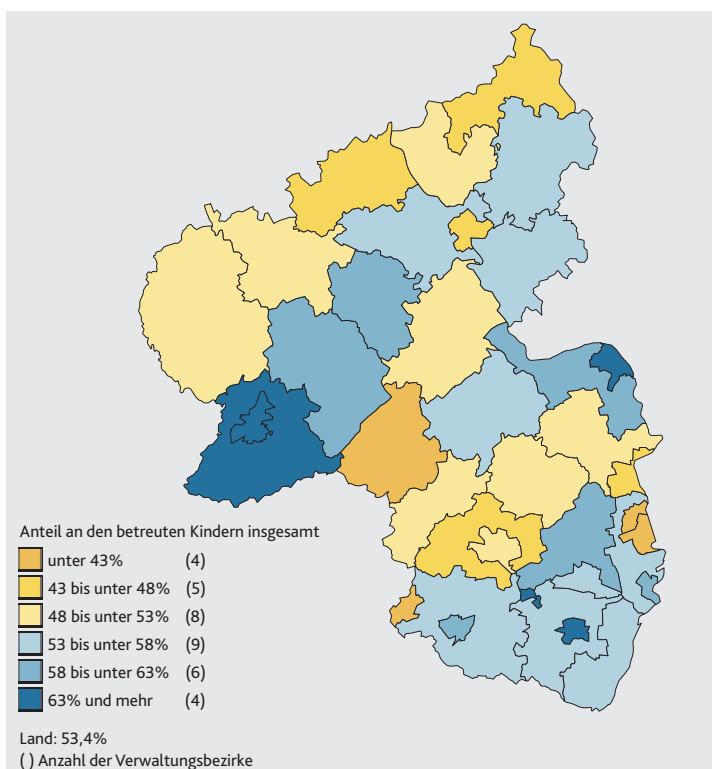 Anteil an den betreuten Kindern insgesamt
unter 43% (4)
43 bis unter 48% (5)
48 bis unter 53% (8)
53 bis unter 58% (9)
58 bis unter 63% (6)
63% und mehr (4)
Land: 53,4%
( ) Anzahl der Verwaltungsbezirke